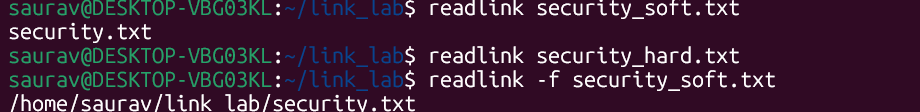 saurav@DESKTOP-VBG03KL:~/link_lab$ readlink security_soft.txt
security.txt
saurav@DESKTOP-VBG03KL:~/link_lab$ readlink security_hard.txt
saurav@DESKTOP-VBG03KL:~/link_lab$ readlink -f security_soft.txt
/home/saurav/link_lab/security.txt